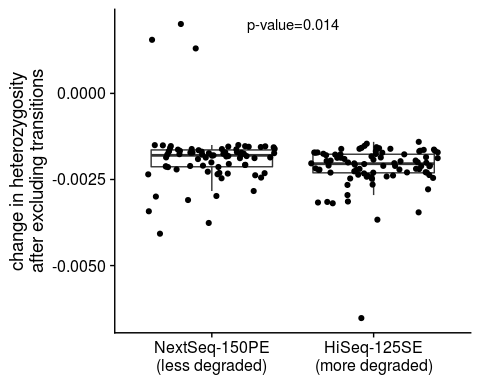 p-value=0.014
change in heterozygosity
after excluding transitions
0.0000
-0.0025
-0.0050
NextSeq-150PE
(less degraded)
HiSeq-125SE
(more degraded)